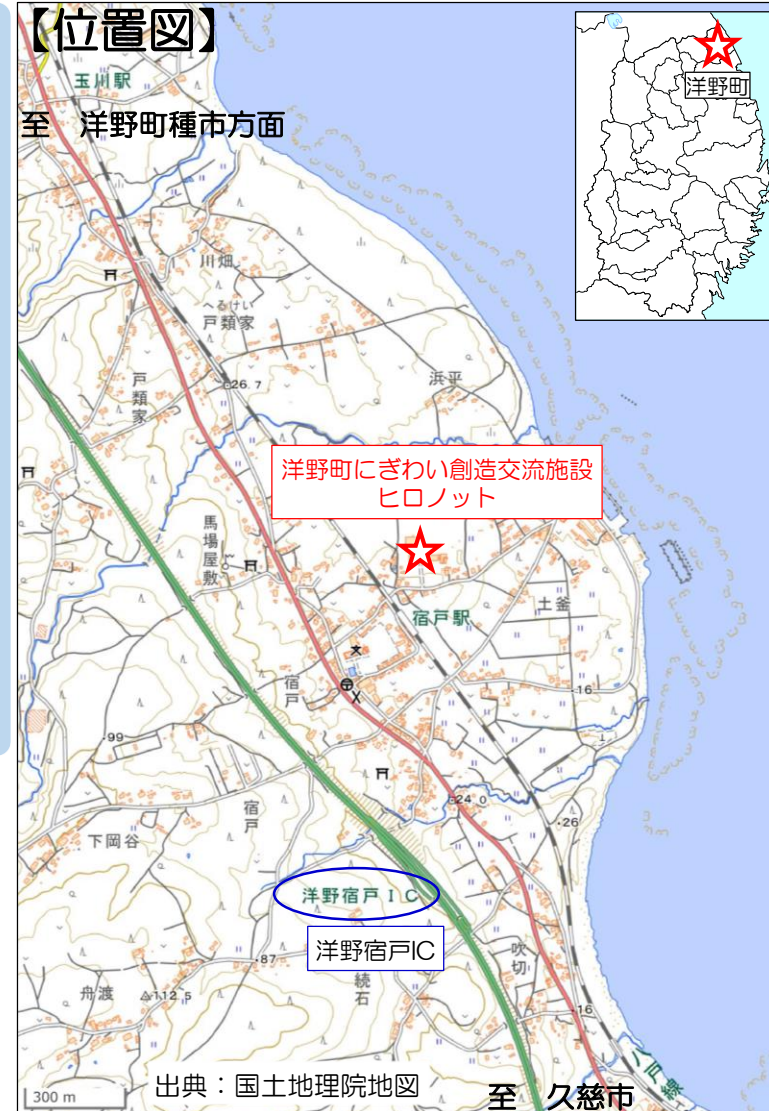 【位置図】
玉川駅
至 洋野町種市方面
洋野町
川畑
へるけい
戸類家
戸類家
26.7
浜平
洋野町にぎわい創造交流施設
ヒロノット
馬場屋敷
土釜
宿戸駅
宿戸
16
99
24.0
宿戸
26
下岡谷
洋野宿戸IC
洋野宿戸IC
87
吹切
続石
舟渡
112.5
16
八戸線
300 m
出典：国土地理院地図
至 久慈市